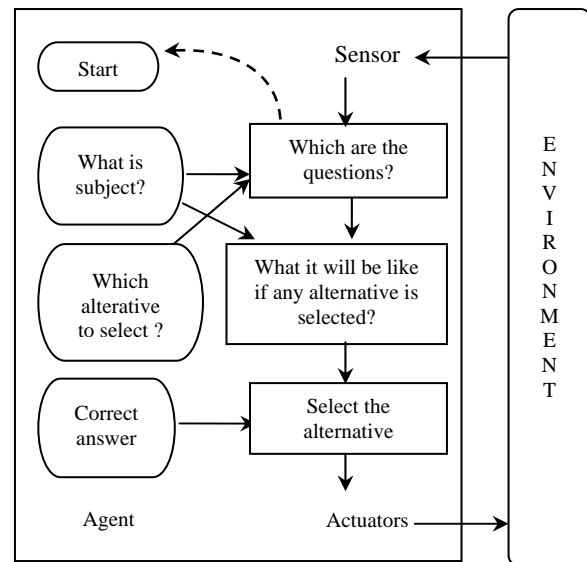 Start
Sensor
What is
subject?
Which are the
questions?
Which
alterative
to select ?
What it will be like
if any alternative is
selected?
Correct
answer
Select the
alternative
Agent
Actuators
E
N
V
I
R
O
N
M
E
N
T